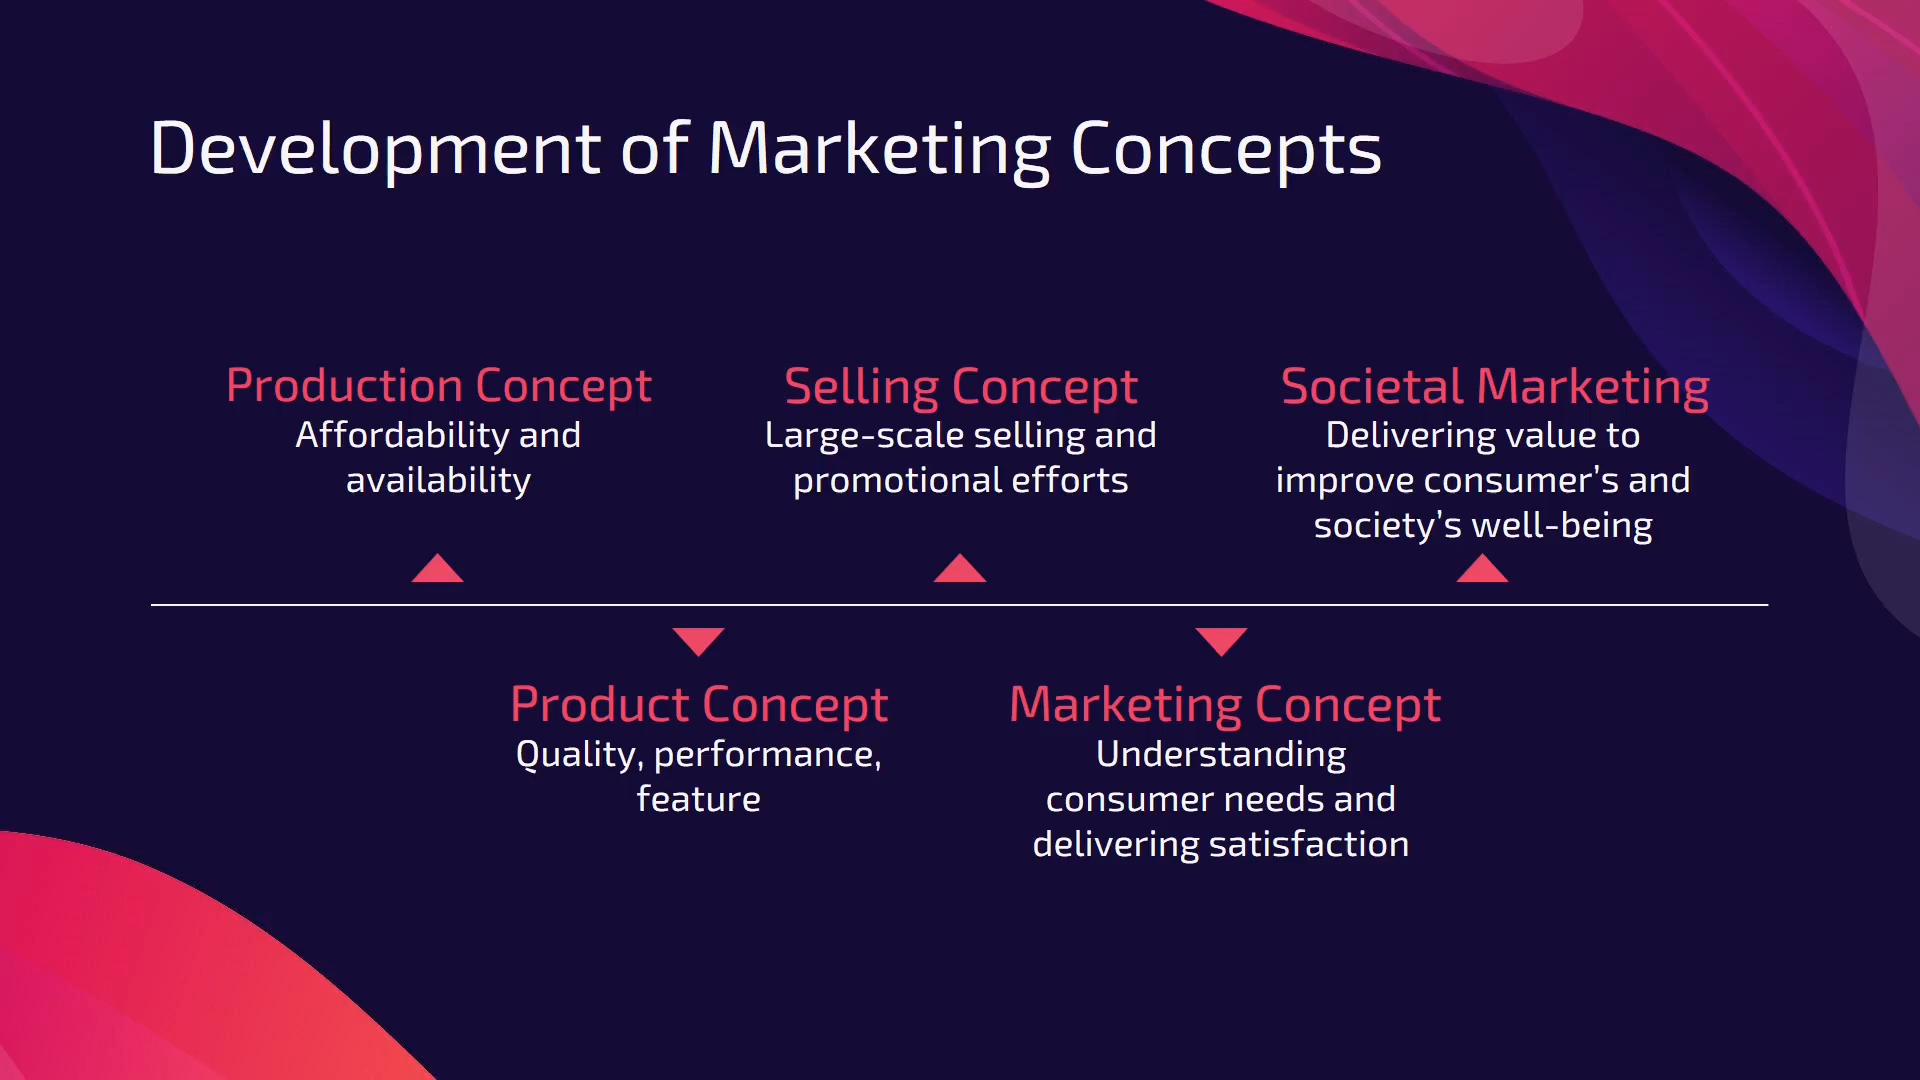 Development of Marketing Concepts
Production Concept
Affordability and
availability
Selling Concept
Large-scale selling and
promotional efforts
Societal Marketing
Delivering value to
improve consumer’s and
society’s well-being
Product Concept
Quality, performance,
feature
Marketing Concept
Understanding
consumer needs and
delivering satisfaction